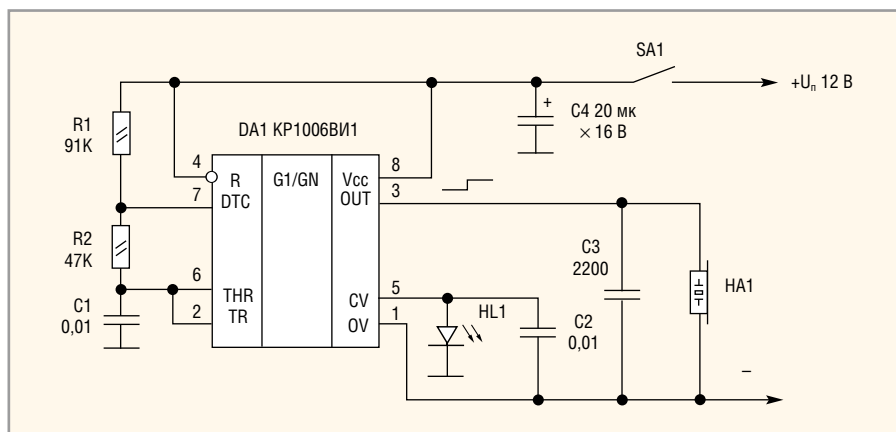 SA1
+Uп 12 В
+
C4 20 мк
× 16 В
R1
91K
DA1 КР1006ВИ1
4
R
G1/GN
Vcc
8
7
DTC
OUT
3
R2
47K
C3
2200
HA1
6
THR
CV
5
HL1
C1
0,01
2
TR
OV
1
C2
0,01
–